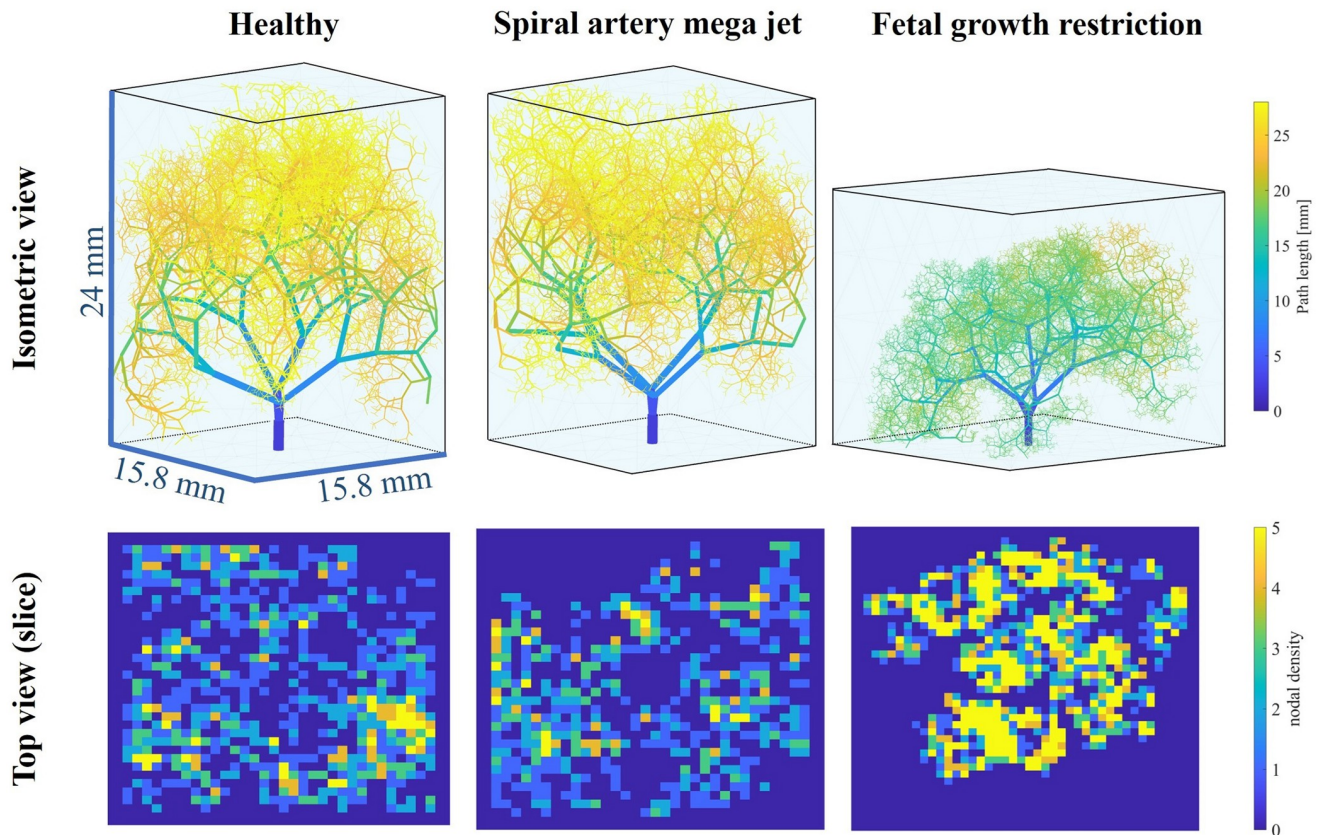 Healthy
Spiral artery mega jet
Fetal growth restriction
Isometric view
24 mm
15.8 mm
15.8 mm
25
20
15
10
5
0
Path length [mm]
Top view (slice)
5
4
3
2
1
0
nodal density